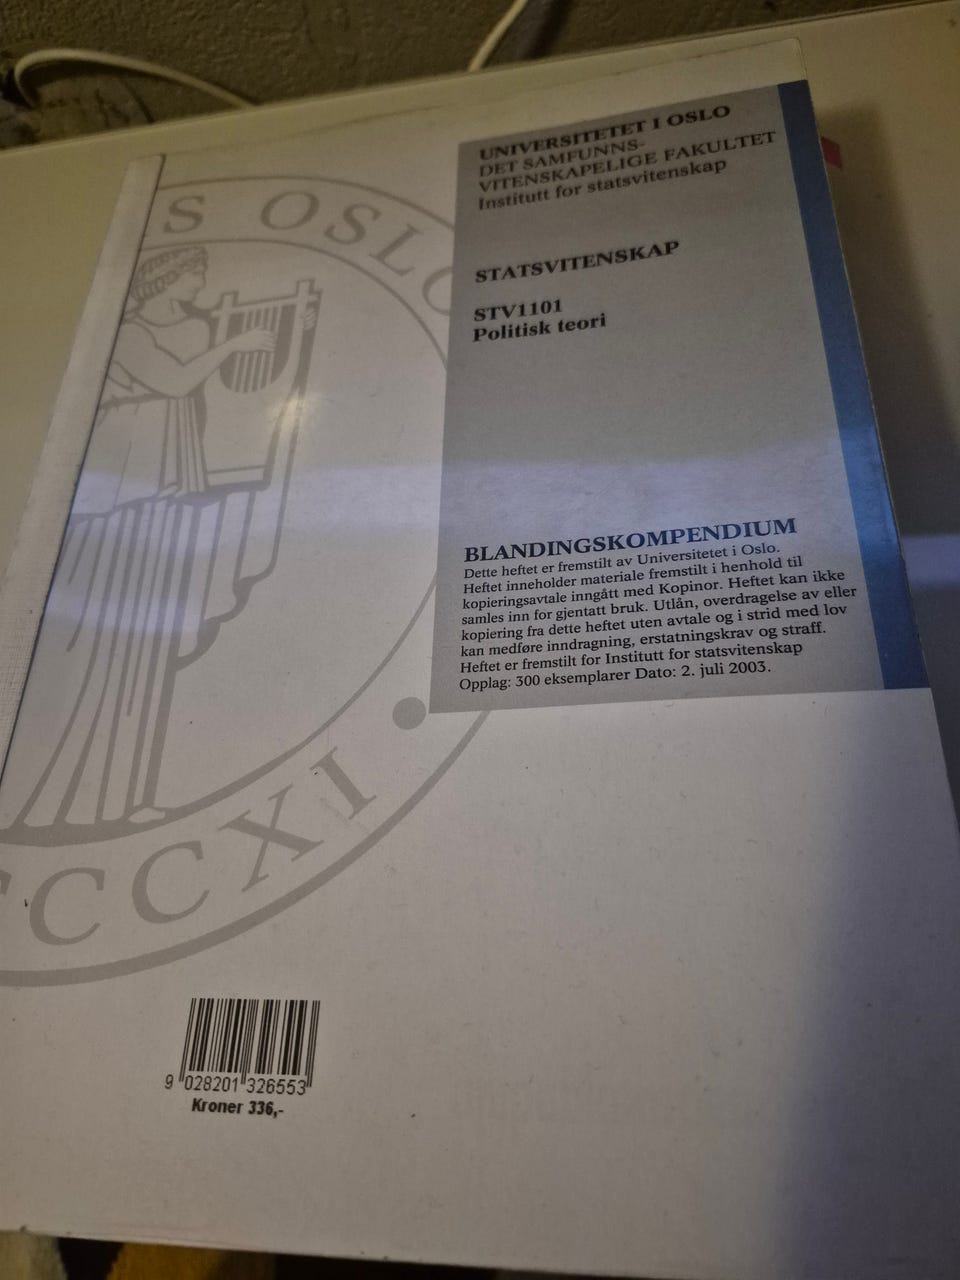 UNIVERSITETET I OSLO
DET SAMFUNNS-
VITENSKAPELIGE FAKULTET
Institutt for statsvitenskap
STATSVITENSKAP
STV1101
Politisk teori
BLANDINGSKOMPENDIUM
Dette heftet er fremstilt av Universitetet i Oslo.
Heftet inneholder materiale fremstilt i henhold til
kopieringsavtale inngått med Kopinor. Heftet kan ikke
samles inn for gjentatt bruk. Utlån, overdragelse av eller
kopiering fra dette heftet uten avtale og i strid med lov
kan medføre inndragning, erstatningskrav og straff.
Heftet er fremstilt for Institutt for statsvitenskap
Opplag: 300 eksemplarer Dato: 2. juli 2003.
S OSLO
CCCXI
9 028201 326553
Kroner 336,-